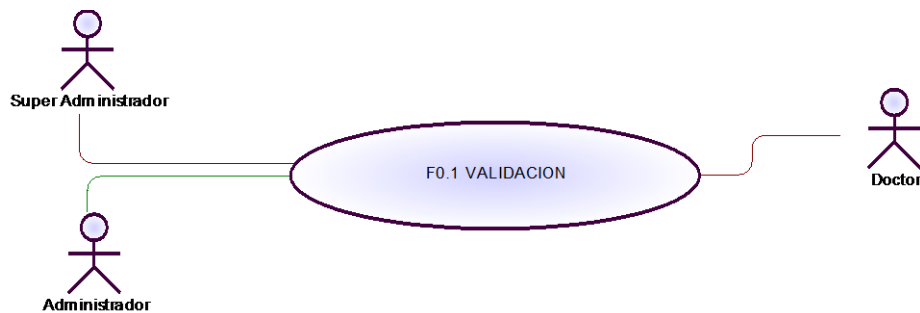 Super Administrador
F0.1 VALIDACION
Doctor
Administrador